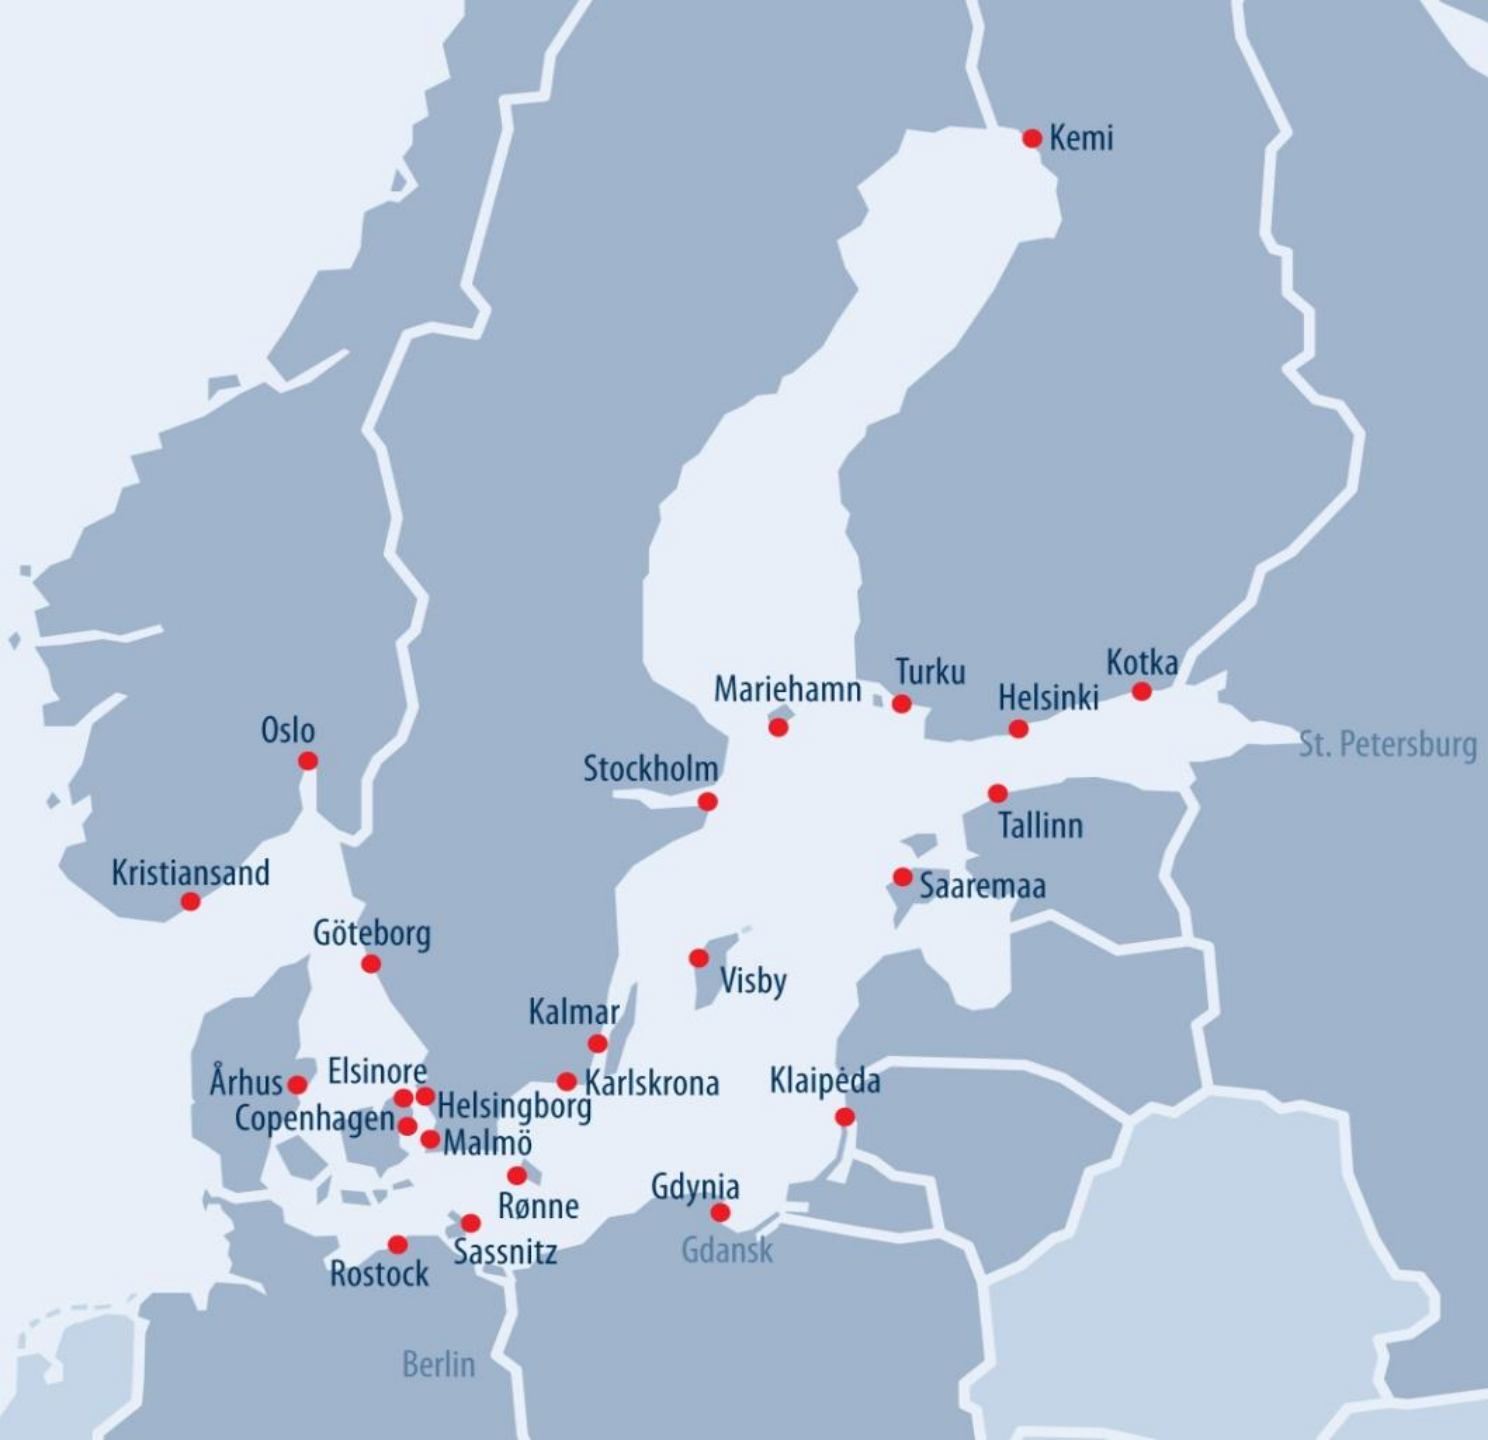 Kemi
Kotka
Turku
Mariehamn
Helsinki
Oslo
St. Petersburg
Stockholm
Tallinn
Kristiansand
Saaremaa
Göteborg
Visby
Kalmar
Elsinore
Århus
Karlskrona
Klaipėda
Helsingborg
Copenhagen
Malmö
Gdynia
Rønne
Gdansk
Sassnitz
Rostock
Berlin